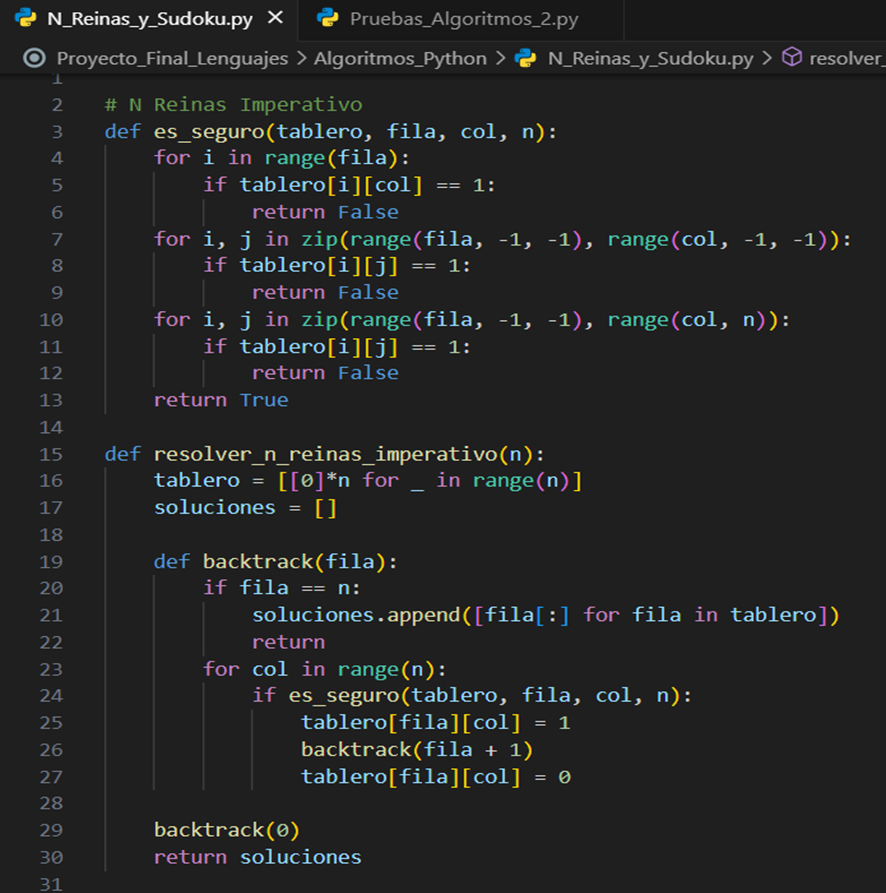 N_Reinas_y_Sudoku.py × Pruebas_Algoritmos_2.py
Proyecto_Final_Lenguajes > Algoritmos_Python > N_Reinas_y_Sudoku.py > resolver_
1
2 # N Reinas Imperativo
3 def es_seguro(tablero, fila, col, n):
4     for i in range(fila):
5         if tablero[i][col] == 1:
6             return False
7     for i, j in zip(range(fila, -1, -1), range(col, -1, -1)):
8         if tablero[i][j] == 1:
9             return False
10     for i, j in zip(range(fila, -1, -1), range(col, n)):
11         if tablero[i][j] == 1:
12             return False
13     return True
14
15 def resolver_n_reinas_imperativo(n):
16     tablero = [[0]*n for _ in range(n)]
17     soluciones = []
18
19     def backtrack(fila):
20         if fila == n:
21             soluciones.append([fila[:] for fila in tablero])
22             return
23         for col in range(n):
24             if es_seguro(tablero, fila, col, n):
25                 tablero[fila][col] = 1
26                 backtrack(fila + 1)
27                 tablero[fila][col] = 0
28
29     backtrack(0)
30     return soluciones
31